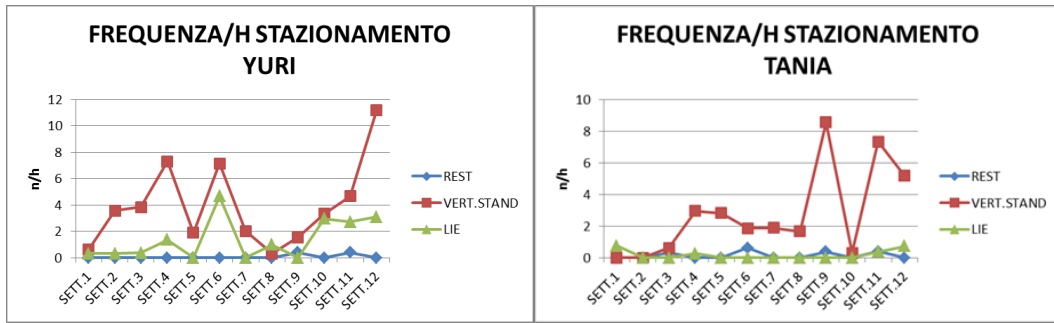 FREQUENZA/H STAZIONAMENTO
YURI
12
10
8
6
4
2
0
n/h
SETT.1
SETT.2
SETT.3
SETT.4
SETT.5
SETT.6
SETT.7
SETT.8
SETT.9
SETT.10
SETT.11
SETT.12
REST
VERT.STAND
LIE
FREQUENZA/H STAZIONAMENTO
TANIA
10
8
6
4
2
0
n/h
SETT.1
SETT.2
SETT.3
SETT.4
SETT.5
SETT.6
SETT.7
SETT.8
SETT.9
SETT.10
SETT.11
SETT.12
REST
VERT.STAND
LIE